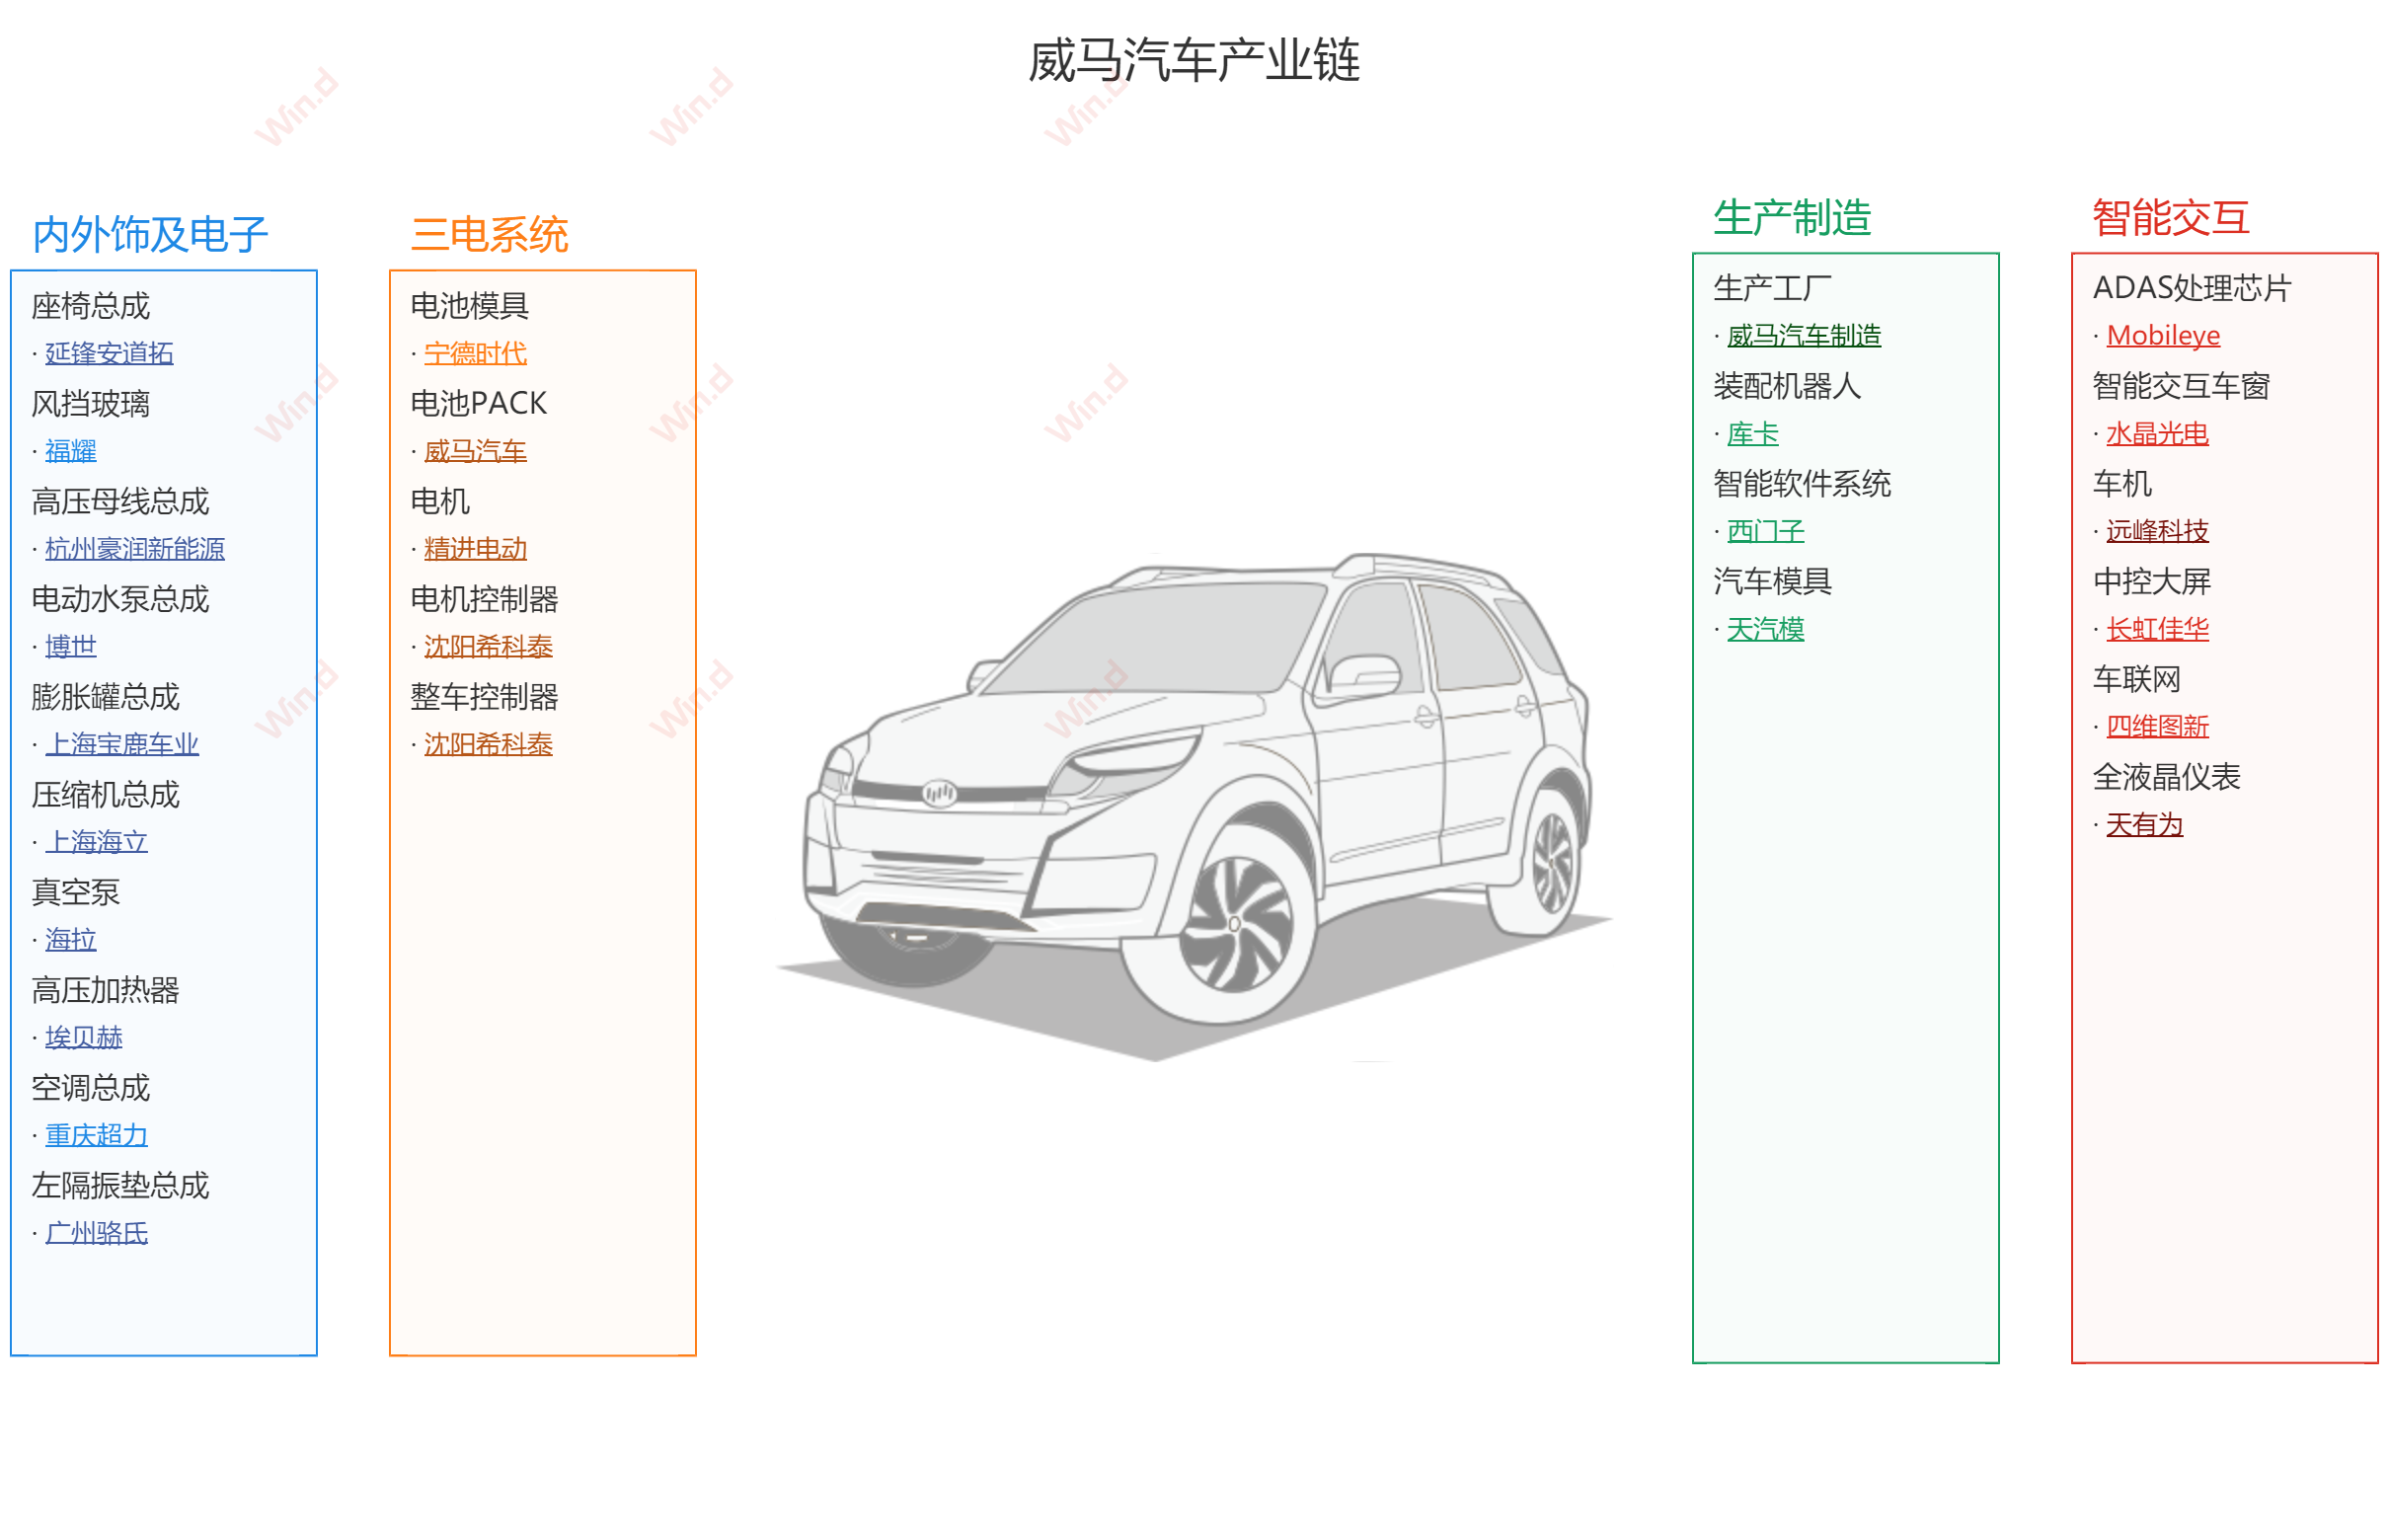 威马汽车产业链
内外饰及电子
座椅总成
· 延锋安道拓
风挡玻璃
· 福耀
高压母线总成
· 杭州豪润新能源
电动水泵总成
· 博世
膨胀罐总成
· 上海宝鹿车业
压缩机总成
· 上海海立
真空泵
· 海拉
高压加热器
· 埃贝赫
空调总成
· 重庆超力
左隔振垫总成
· 广州骆氏
三电系统
电池模具
· 宁德时代
电池PACK
· 威马汽车
电机
· 精进电动
电机控制器
· 沈阳希科泰
整车控制器
· 沈阳希科泰
生产制造
生产工厂
· 威马汽车制造
装配机器人
· 库卡
智能软件系统
· 西门子
汽车模具
· 天汽模
智能交互
ADAS处理芯片
· Mobileye
智能交互车窗
· 水晶光电
车机
· 远峰科技
中控大屏
· 长虹佳华
车联网
· 四维图新
全液晶仪表
· 天有为
Win.d
Win.d
Win.d
Win.d
Win.d
Win.d
Win.d
Win.d
Win.d